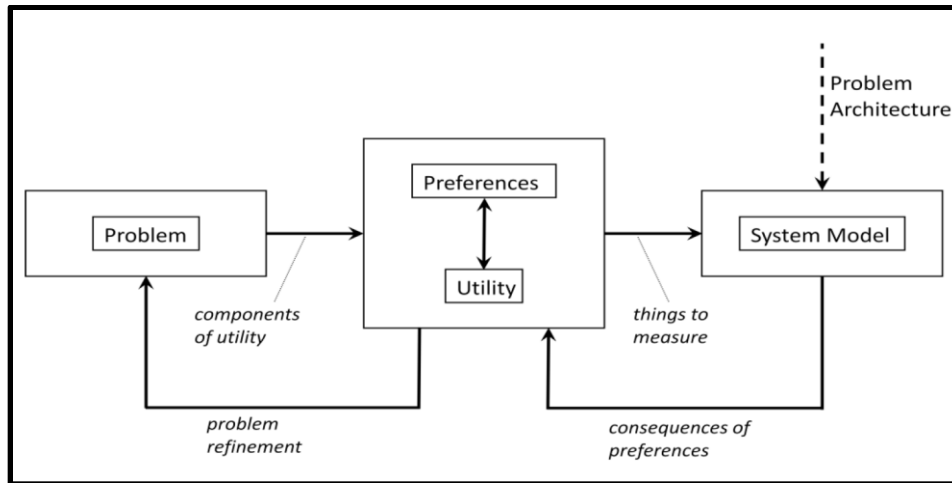 Problem
Architecture
Preferences
Problem
System Model
Utility
components
of utility
things to
measure
problem
refinement
consequences of
preferences